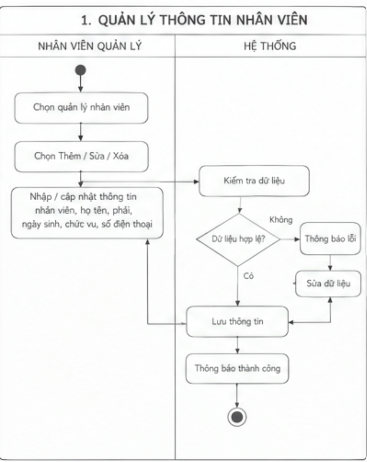 1. QUẢN LÝ THÔNG TIN NHÂN VIÊN
NHÂN VIÊN QUẢN LÝ
HỆ THỐNG
Chọn quản lý nhân viên
Chọn Thêm / Sửa / Xóa
Nhập / cập nhật thông tin
nhân viên, họ tên, phái,
ngày sinh, chức vu, số điện thoại
Kiểm tra dữ liệu
Dữ liệu hợp lệ?
Không
Thông báo lỗi
Có
Sửa dữ liệu
Lưu thông tin
Thông báo thành công